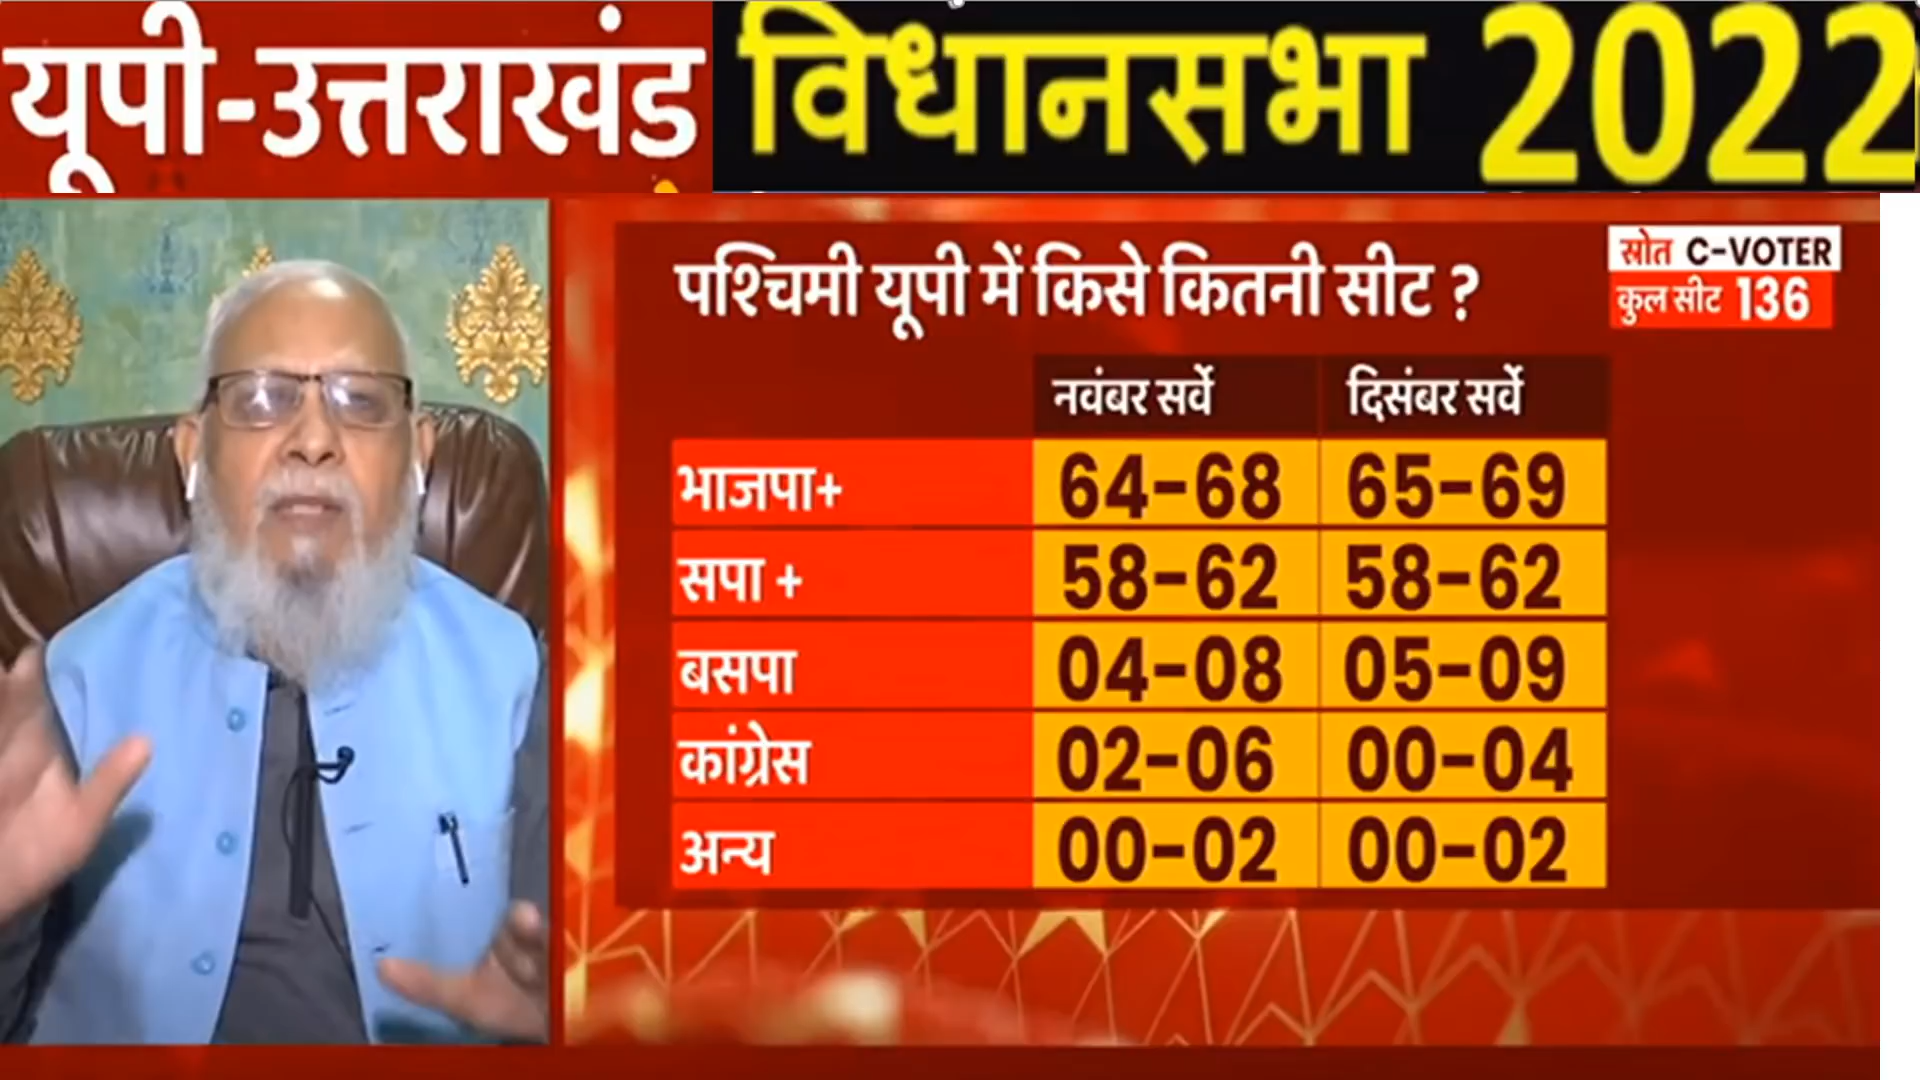 यूपी-उत्तराखंड विधानसभा 2022
पश्चिमी यूपी में किसे कितनी सीट ?
स्रोत C-VOTER
कुल सीट 136
नवंबर सर्वे दिसंबर सर्वे
भाजपा+ 64-68 65-69
सपा + 58-62 58-62
बसपा 04-08 05-09
कांग्रेस 02-06 00-04
अन्य 00-02 00-02